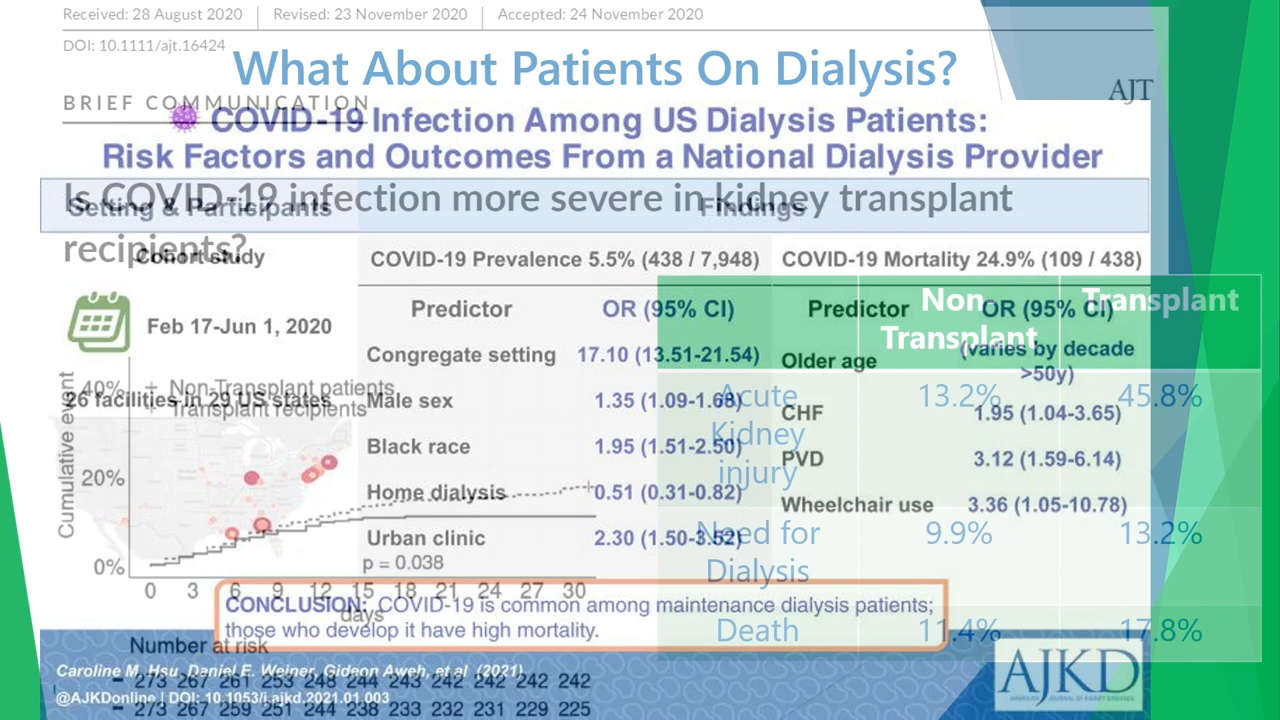 Received: 28 August 2020 | Revised: 23 November 2020 | Accepted: 24 November 2020
DOI: 10.1111/ajt.16424
What About Patients On Dialysis?
AJT
BRIEF COMMUNICATION
COVID-19 Infection Among US Dialysis Patients:
Risk Factors and Outcomes From a National Dialysis Provider
Is COVID-19 infection more severe in kidney transplant
recipients?
Setting & Participants
Findings
Cohort study
COVID-19 Prevalence 5.5% (438 / 7,948)
COVID-19 Mortality 24.9% (109 / 438)
Feb 17-Jun 1, 2020
26 facilities in 29 US states
Predictor OR (95% CI)
Congregate setting 17.10 (13.51-21.54)
Male sex 1.35 (1.09-1.68)
Black race 1.95 (1.51-2.50)
Home dialysis 0.51 (0.31-0.82)
Urban clinic 2.30 (1.50-3.52)
Predictor OR (95% CI)
Older age (varies by decade
>50y)
CHF 1.95 (1.04-3.65)
PVD 3.12 (1.59-6.14)
Wheelchair use 3.36 (1.05-10.78)
Non-
Transplant
Transplant
Acute
Kidney
injury
13.2% 45.8%
Need for
Dialysis
9.9% 13.2%
Death 11.4% 17.8%
Cumulative event
40%
20%
0%
Non-Transplant patients
Transplant recipients
p = 0.038
0 3 6 9 12 15 18 21 24 27 30
days
CONCLUSION: COVID-19 is common among maintenance dialysis patients;
those who develop it have high mortality.
Number at risk
273 267 261 253 248 244 243 242 242 242 242
273 267 259 251 244 238 233 232 231 229 225
Caroline M. Hsu, Daniel E. Weiner, Gideon Aweh, et al (2021)
@AJKDonline | DOI: 10.1053/j.ajkd.2021.01.003
AJKD
AMERICAN JOURNAL OF KIDNEY DISEASES